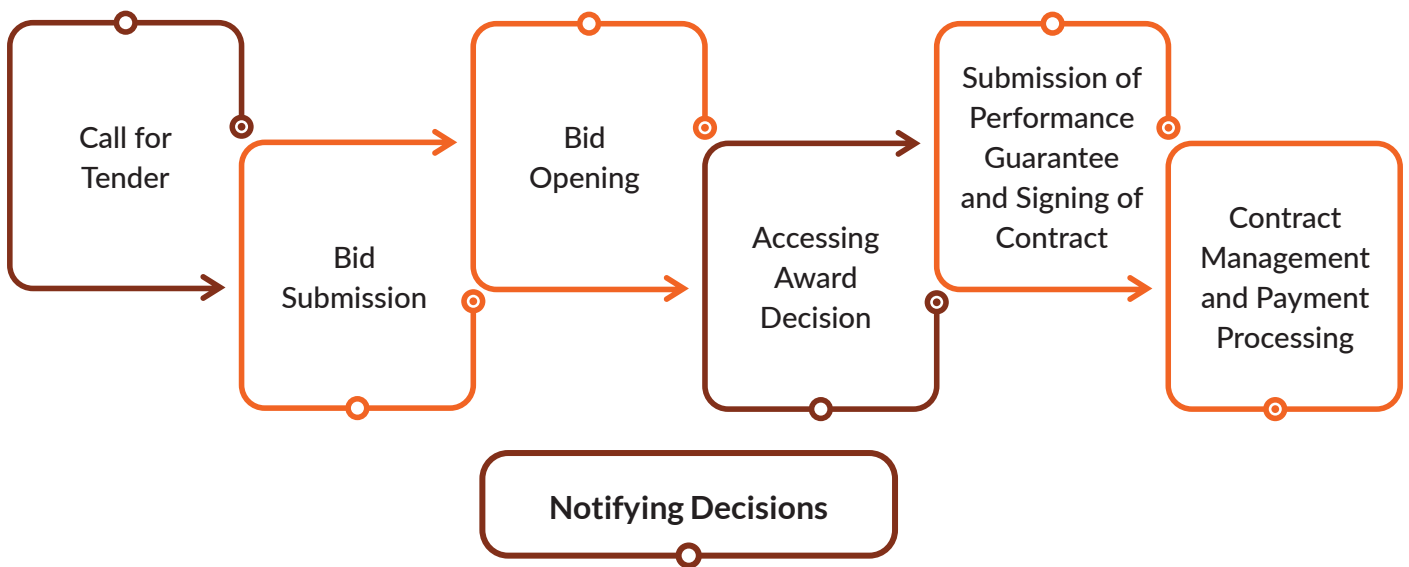 Call for
Tender
Bid
Submission
Bid
Opening
Accessing
Award
Decision
Submission of
Performance
Guarantee
and Signing of
Contract
Contract
Management
and Payment
Processing
Notifying Decisions